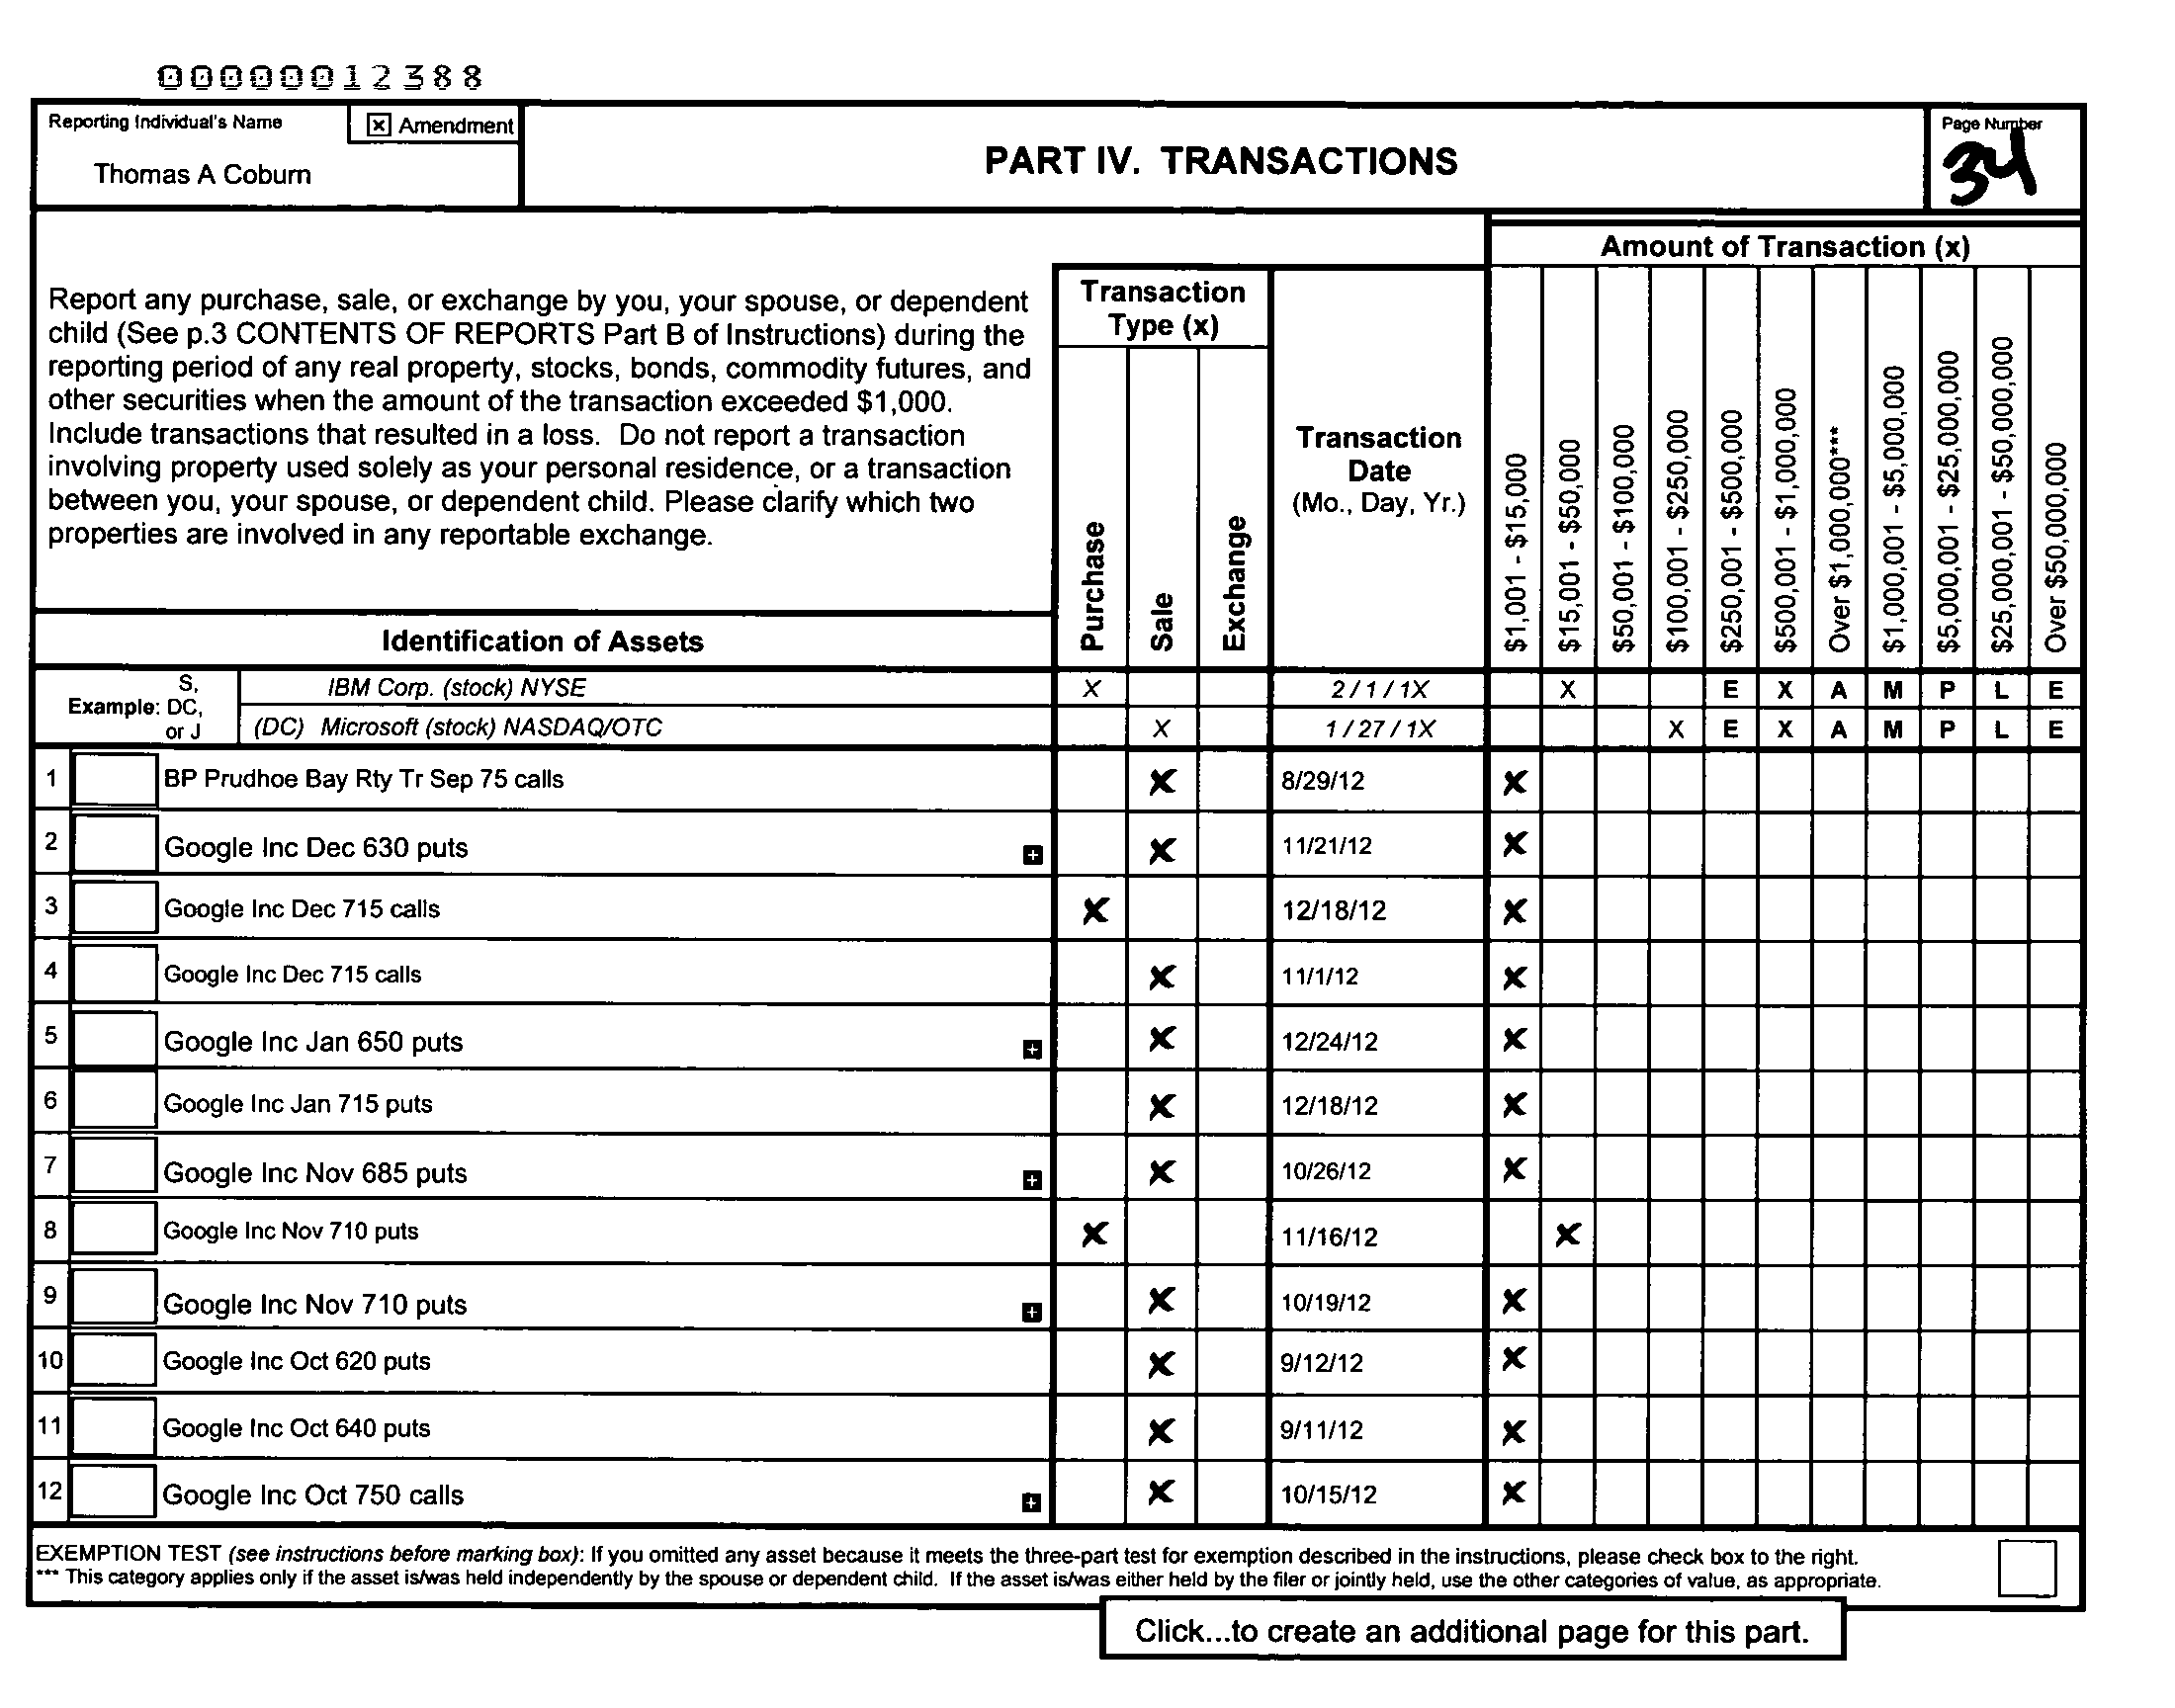 00000012388
Reporting Individual's Name
[x] Amendment
Thomas A Coburn
PART IV. TRANSACTIONS
Page Number
34
Report any purchase, sale, or exchange by you, your spouse, or dependent
child (See p.3 CONTENTS OF REPORTS Part B of Instructions) during the
reporting period of any real property, stocks, bonds, commodity futures, and
other securities when the amount of the transaction exceeded $1,000.
Include transactions that resulted in a loss. Do not report a transaction
involving property used solely as your personal residence, or a transaction
between you, your spouse, or dependent child. Please clarify which two
properties are involved in any reportable exchange.
Identification of Assets
Transaction
Type (x)
Purchase
Sale
Exchange
Transaction
Date
(Mo., Day, Yr.)
Amount of Transaction (x)
$1,001 - $15,000
$15,001 - $50,000
$50,001 - $100,000
$100,001 - $250,000
$250,001 - $500,000
$500,001 - $1,000,000
Over $1,000,000***
$1,000,001 - $5,000,000
$5,000,001 - $25,000,000
$25,000,001 - $50,000,000
Over $50,000,000
Example: S, DC, or J
IBM Corp. (stock) NYSE X 2 / 1 / 1X X E X A M P L E
(DC) Microsoft (stock) NASDAQ/OTC X 1 / 27 / 1X X E X A M P L E
1 BP Prudhoe Bay Rty Tr Sep 75 calls X 8/29/12 X
2 Google Inc Dec 630 puts + X 11/21/12 X
3 Google Inc Dec 715 calls X 12/18/12 X
4 Google Inc Dec 715 calls X 11/1/12 X
5 Google Inc Jan 650 puts + X 12/24/12 X
6 Google Inc Jan 715 puts X 12/18/12 X
7 Google Inc Nov 685 puts + X 10/26/12 X
8 Google Inc Nov 710 puts X 11/16/12 X
9 Google Inc Nov 710 puts + X 10/19/12 X
10 Google Inc Oct 620 puts X 9/12/12 X
11 Google Inc Oct 640 puts X 9/11/12 X
12 Google Inc Oct 750 calls + X 10/15/12 X
EXEMPTION TEST (see instructions before marking box): If you omitted any asset because it meets the three-part test for exemption described in the instructions, please check box to the right.
*** This category applies only if the asset is/was held independently by the spouse or dependent child. If the asset is/was either held by the filer or jointly held, use the other categories of value, as appropriate.
Click...to create an additional page for this part.